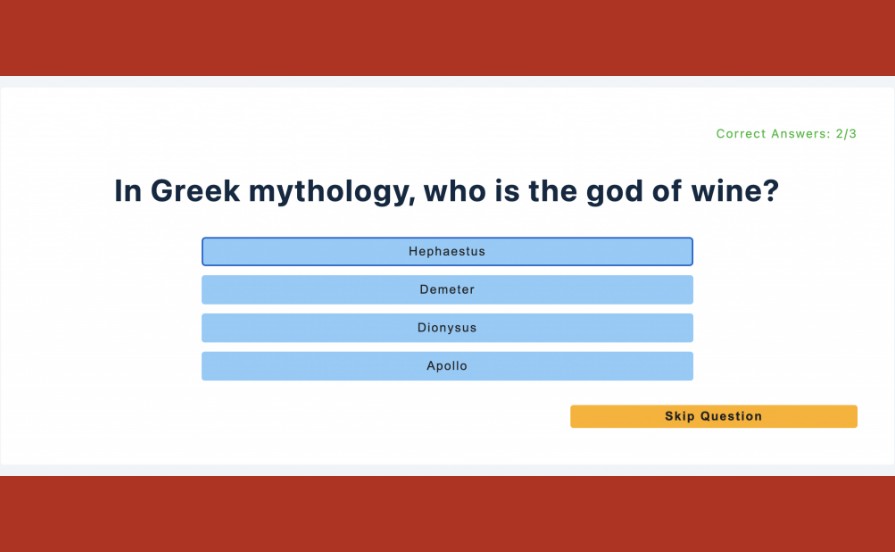 Correct Answers: 2/3
In Greek mythology, who is the god of wine?
Hephaestus
Demeter
Dionysus
Apollo
Skip Question